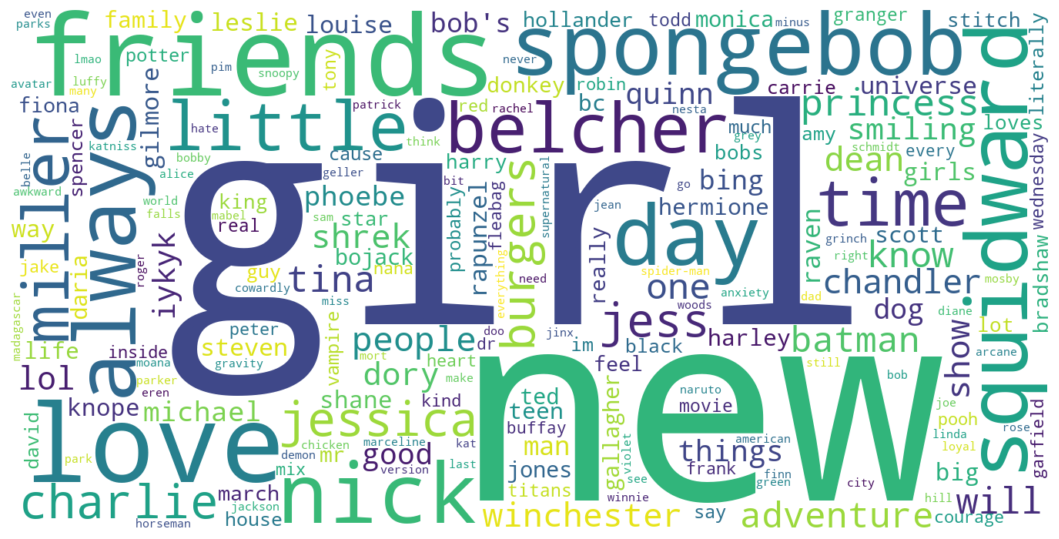 even
parks
lmao
avatar
luffy
many
friends
family
leslie
louise
bob's
hollander
todd
monica
granger
stitch
potter
pim
snoopy
tony
donkey
never
robin
spongebob
carrie
universe
literally
fiona
gilmore
spencer
always
little
patrick
hate
rachel
think
red
bc
quinn
nesta
much
grey
princess
amy
smiling
loves
katniss
belle
miller
bobby
cause
harry
belcher
bobs
schmidt
every
dean
girls
wednesday
squidward
awkward
alice
geller
bit
burgers
supernatural
go
bing
minus
world
falls
king
mabel
real
phoebe
sam
star
probably
rapunzel
fleabag
jean
hermione
day
raven
time
scott
grinch
right
know
mosby
bradshaw
way
jake
daria
roger
iykyk
girl
guy
cowardly
tina
shrek
bojack
nana
miss
everything
need
really
spider-man
one
woods
anxiety
dad
chandler
diane
dog
madagascar
life
moana
lol
inside
parker
eren
peter
steven
gravity
vampire
people
mort
heart
make
dr
doo
jinx
im
feel
jess
black
harley
batman
still
lot
arcane
show
love
knope
michael
shane
dory
kind
ted
teen
buffay
gallagher
naruto
movie
new
bob
joe
pooh
linda
loyal
rose
garfield
david
park
charlie
jackson
horseman
march
house
mix
chicken
demon
jessica
mr
marceline
version
good
last
kat
nick
man
jones
titans
winchester
winnie
violet
see
things
frank
american
finn
green
say
city
adventure
hill
big
will
courage